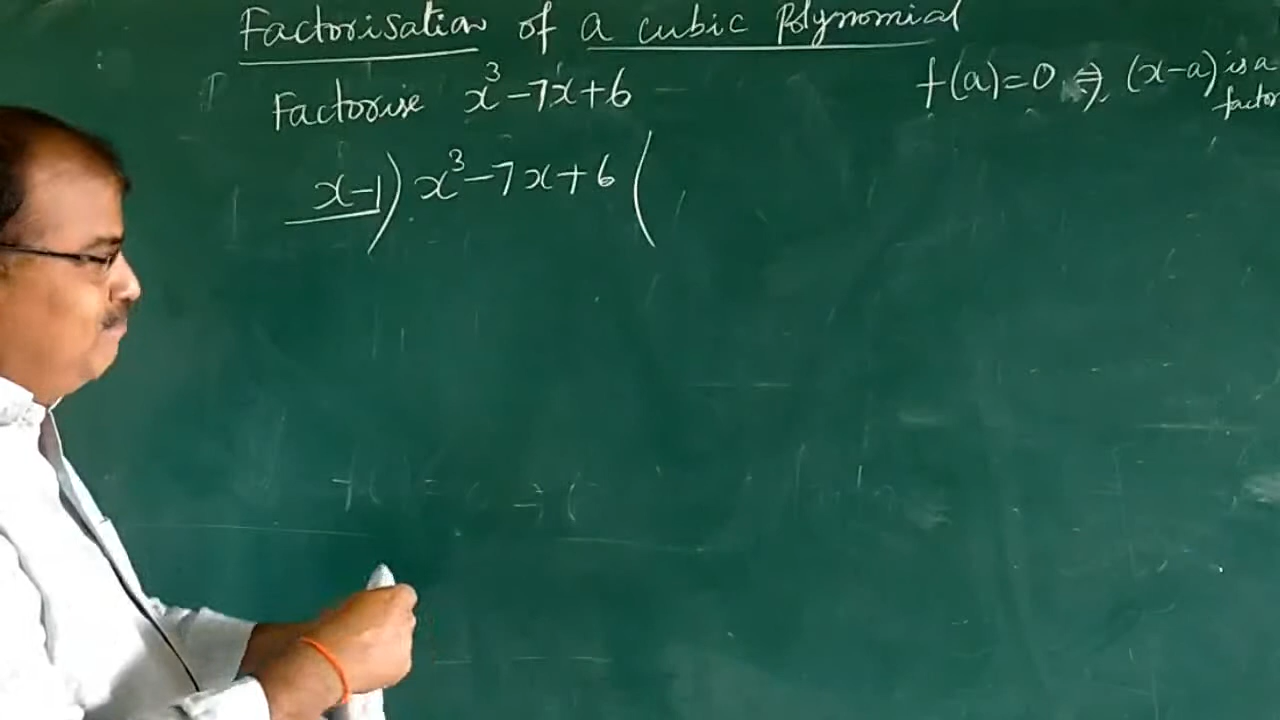 Factorisation of a cubic Polynomial
Factorise x³-7x+6
f(a)=0 ⇒ (x-a) is a factor
x-1) x³-7x+6 (